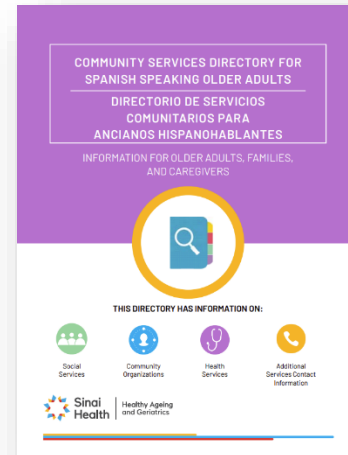 COMMUNITY SERVICES DIRECTORY FOR
SPANISH SPEAKING OLDER ADULTS
DIRECTORIO DE SERVICIOS
COMUNITARIOS PARA
ANCIANOS HISPANOHABLANTES
INFORMATION FOR OLDER ADULTS, FAMILIES,
AND CAREGIVERS
THIS DIRECTORY HAS INFORMATION ON:
Social
Services
Community
Organizations
Health
Services
Additional
Services Contact
Information
Sinai
Health
Healthy Ageing
and Geriatrics